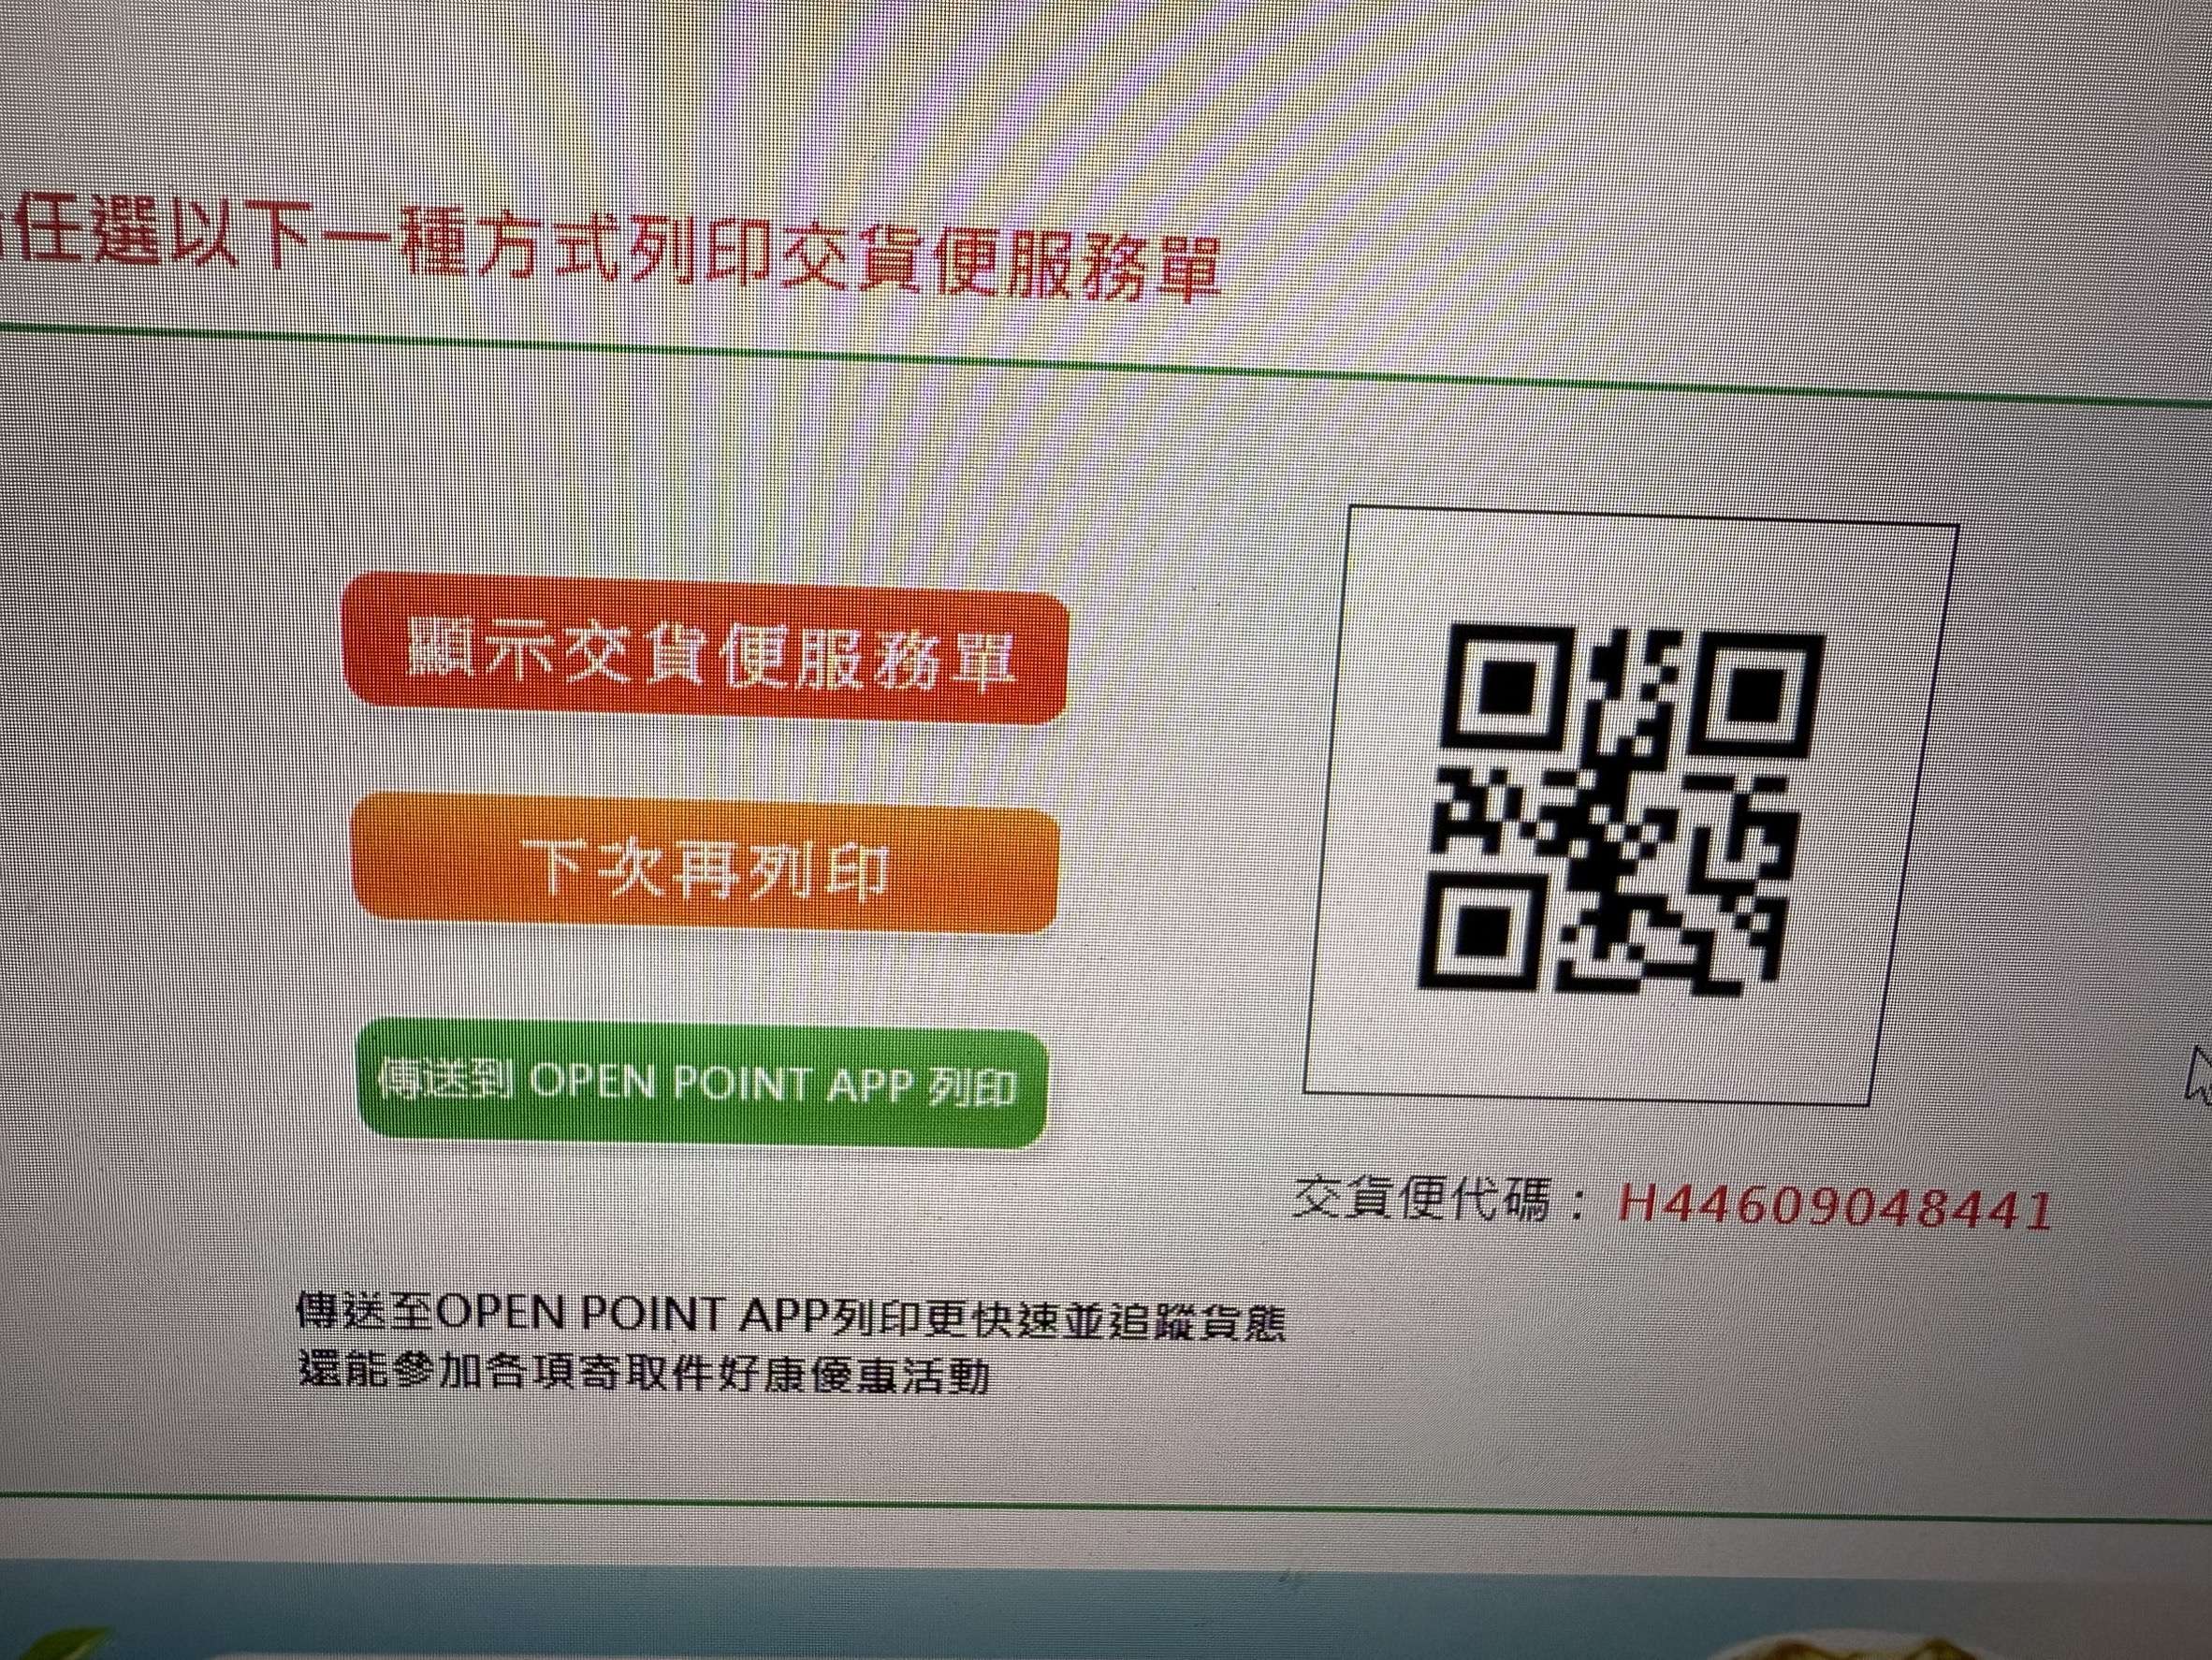 任選以下一種方式列印交貨便服務單
顯示交貨便服務單
下次再列印
傳送到 OPEN POINT APP 列印
交貨便代碼： H44609048441
傳送至OPEN POINT APP列印更快速並追蹤貨態
還能參加各項寄取件好康優惠活動